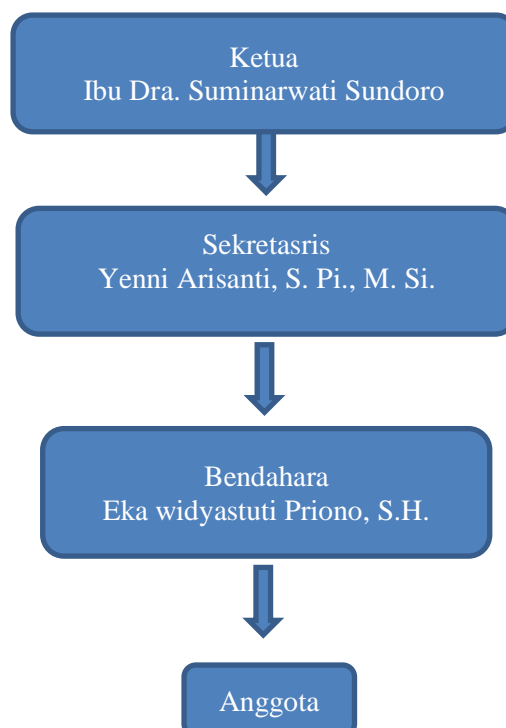 Ketua
Ibu Dra. Suminarwati Sundoro
Sekretasris
Yenni Arisanti, S. Pi., M. Si.
Bendahara
Eka widyastuti Priono, S.H.
Anggota